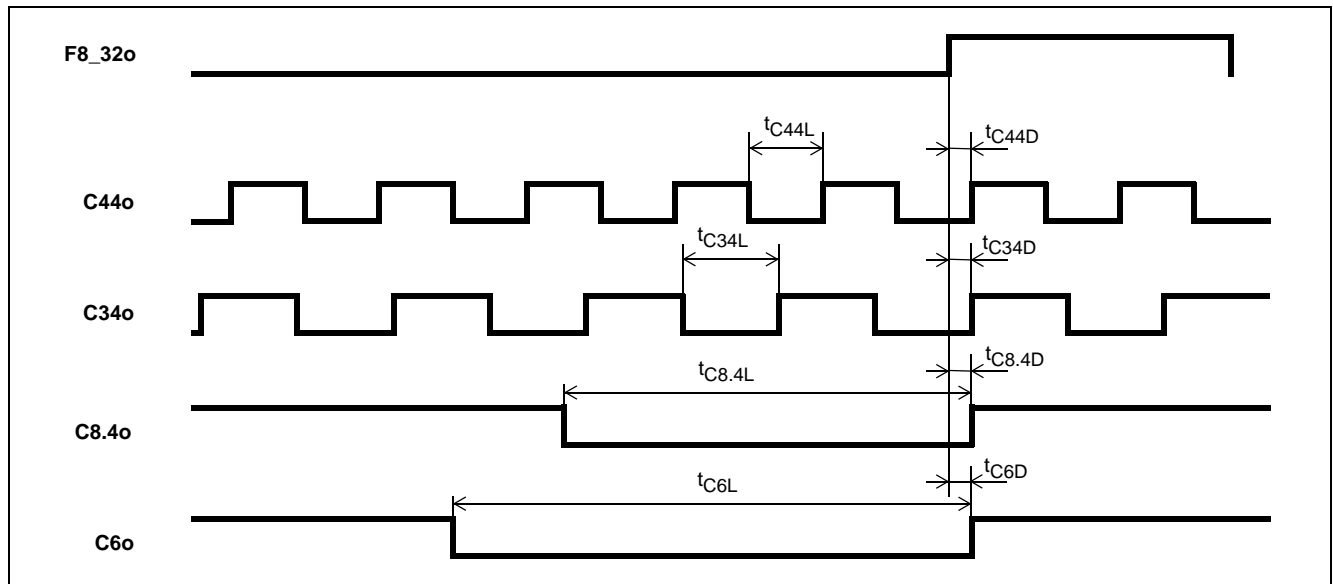 F8_32o
tC44L
tC44D
C44o
tC34L
tC34D
C34o
tC8.4L
tC8.4D
C8.4o
tC6L
tC6D
C6o